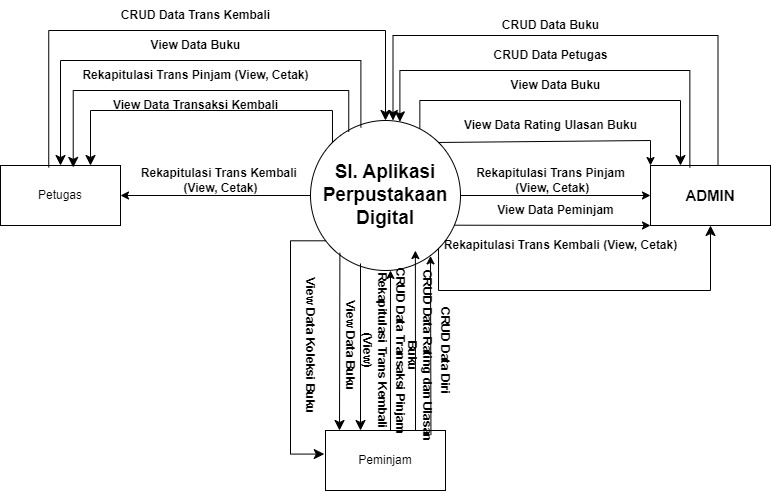 CRUD Data Trans Kembali
View Data Buku
Rekapitulasi Trans Pinjam (View, Cetak)
View Data Transaksi Kembali
CRUD Data Buku
CRUD Data Petugas
View Data Buku
View Data Rating Ulasan Buku
Petugas
Rekapitulasi Trans Kembali
(View, Cetak)
SI. Aplikasi
Perpustakaan
Digital
Rekapitulasi Trans Pinjam
(View, Cetak)
View Data Peminjam
Rekapitulasi Trans Kembali (View, Cetak)
ADMIN
View Data Koleksi Buku
View Data Buku
Rekapitulasi Trans Kembali
(View)
CRUD Data Transaksi Pinjam
Buku
CRUD Data Rating dan Ulasan
CRUD Data Diri
Peminjam